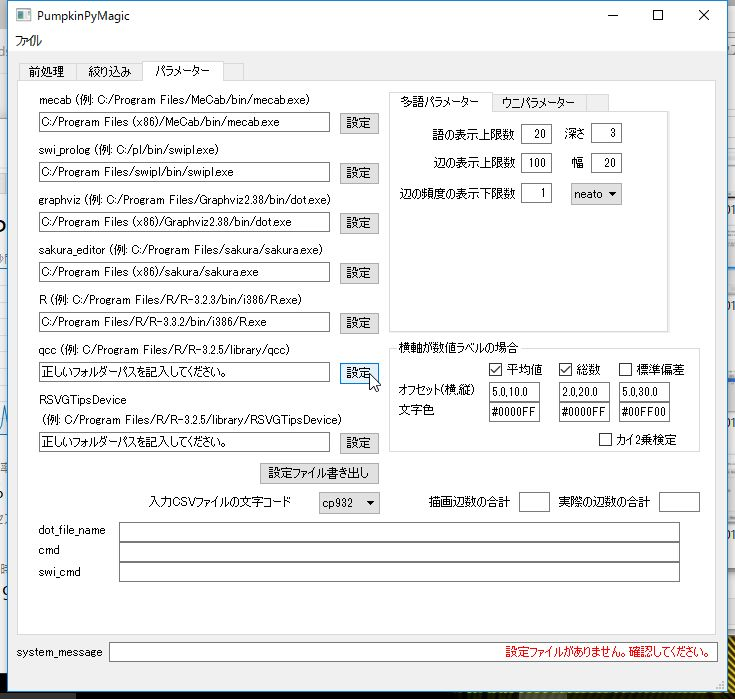 PumpkinPyMagic
ファイル
前処理 絞り込み パラメーター
mecab (例: C:/Program Files/MeCab/bin/mecab.exe)
C:/Program Files (x86)/MeCab/bin/mecab.exe 設定
swi_prolog (例: C:/pl/bin/swipl.exe)
C:/Program Files/swipl/bin/swipl.exe 設定
graphviz (例: C:/Program Files/Graphviz2.38/bin/dot.exe)
C:/Program Files (x86)/Graphviz2.38/bin/dot.exe 設定
sakura_editor (例: C:/Program Files/sakura/sakura.exe)
C:/Program Files (x86)/sakura/sakura.exe 設定
R (例: C:/Program Files/R/R-3.2.3/bin/i386/R.exe)
C:/Program Files/R/R-3.3.2/bin/i386/R.exe 設定
qcc (例: C/Program Files/R/R-3.2.5/library/qcc)
正しいフォルダーパスを記入してください。 設定
RSVGTipsDevice
(例: C:/Program Files/R/R-3.2.5/library/RSVGTipsDevice)
正しいフォルダーパスを記入してください。 設定
設定ファイル書き出し
多語パラメーター ウニパラメーター
語の表示上限数 20 深さ 3
辺の表示上限数 100 幅 20
辺の頻度の表示下限数 1 neato
横軸が数値ラベルの場合
平均値 総数 標準偏差
オフセット(横,縦) 5.0,10.0 2.0,20.0 5.0,30.0
文字色 #0000FF #0000FF #00FF00
カイ2乗検定
入力CSVファイルの文字コード cp932 描画辺数の合計 実際の辺数の合計
dot_file_name
cmd
swi_cmd
system_message 設定ファイルがありません。確認してください。